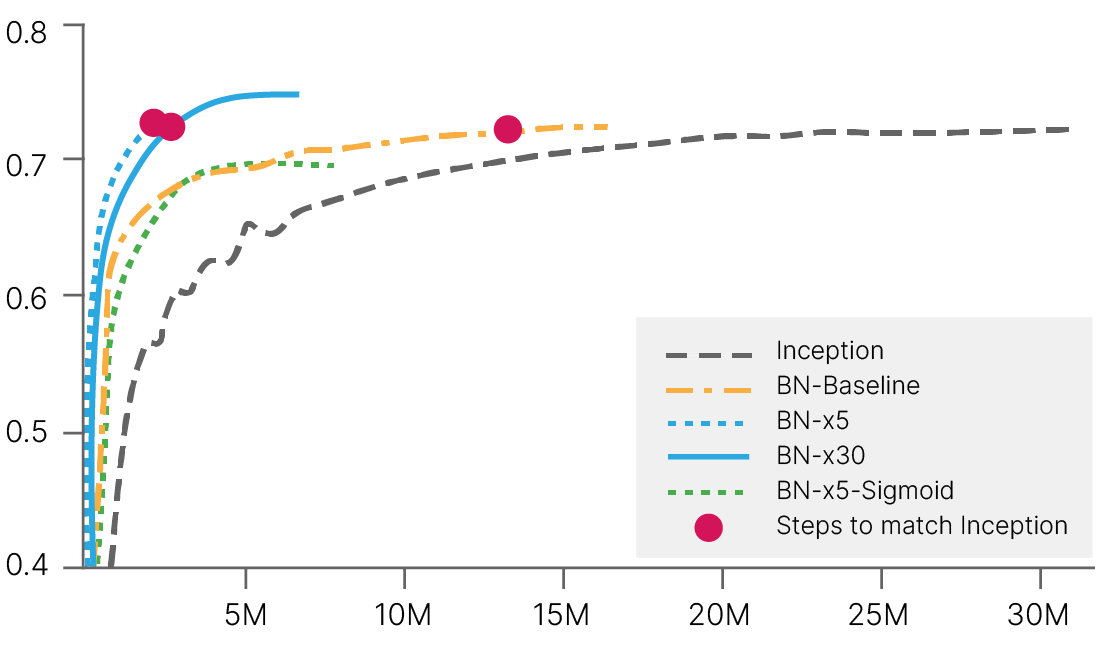 0.8
0.7
0.6
0.5
0.4
5M
10M
15M
20M
25M
30M
Inception
BN-Baseline
BN-x5
BN-x30
BN-x5-Sigmoid
Steps to match Inception